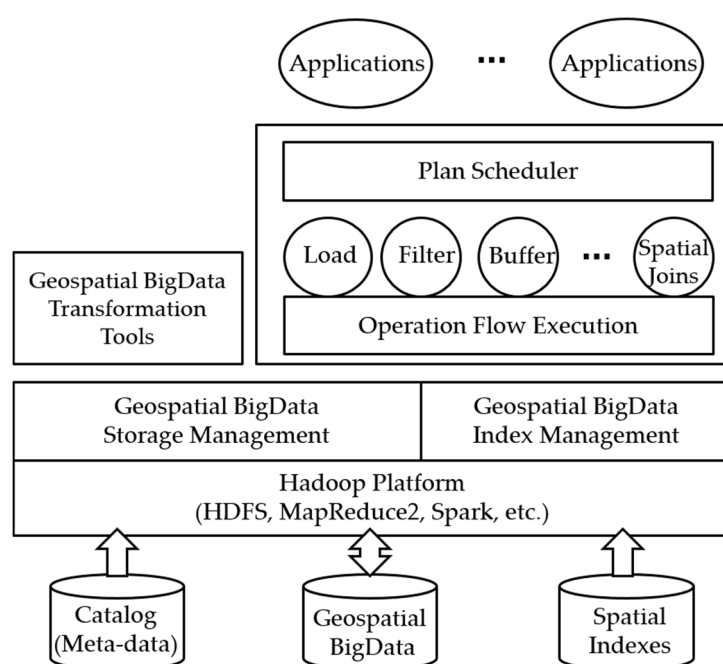 Applications ... Applications
Plan Scheduler
Load Filter Buffer ... Spatial
Joins
Operation Flow Execution
Geospatial BigData
Transformation
Tools
Geospatial BigData
Storage Management
Geospatial BigData
Index Management
Hadoop Platform
(HDFS, MapReduce2, Spark, etc.)
Catalog
(Meta-data)
Geospatial
BigData
Spatial
Indexes